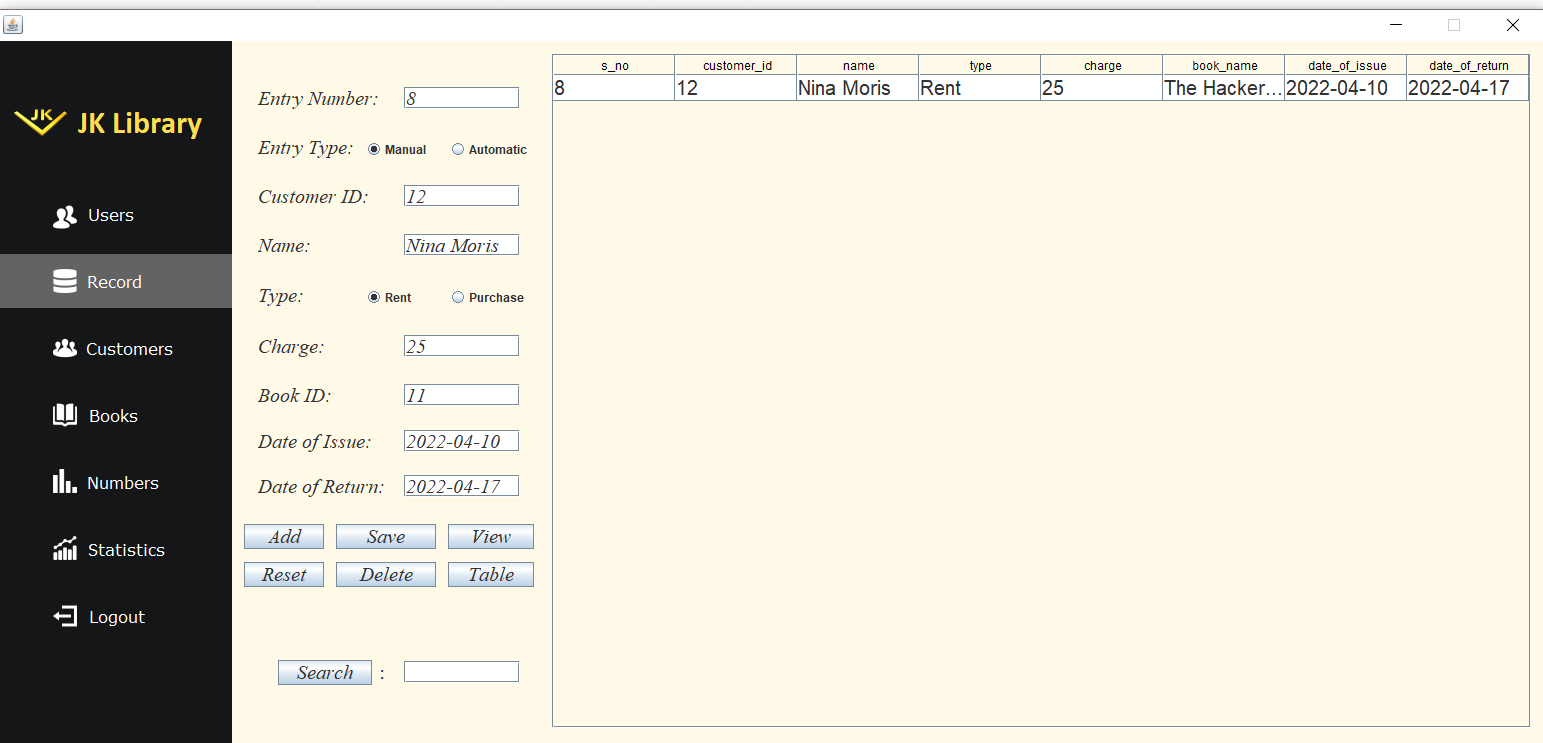 JK
JK Library
Users
Record
Customers
Books
Numbers
Statistics
Logout
Entry Number: 8
Entry Type: Manual Automatic
Customer ID: 12
Name: Nina Moris
Type: Rent Purchase
Charge: 25
Book ID: 11
Date of Issue: 2022-04-10
Date of Return: 2022-04-17
Add Save View
Reset Delete Table
Search :
s_no customer_id name type charge book_name date_of_issue date_of_return
8 12 Nina Moris Rent 25 The Hacker... 2022-04-10 2022-04-17